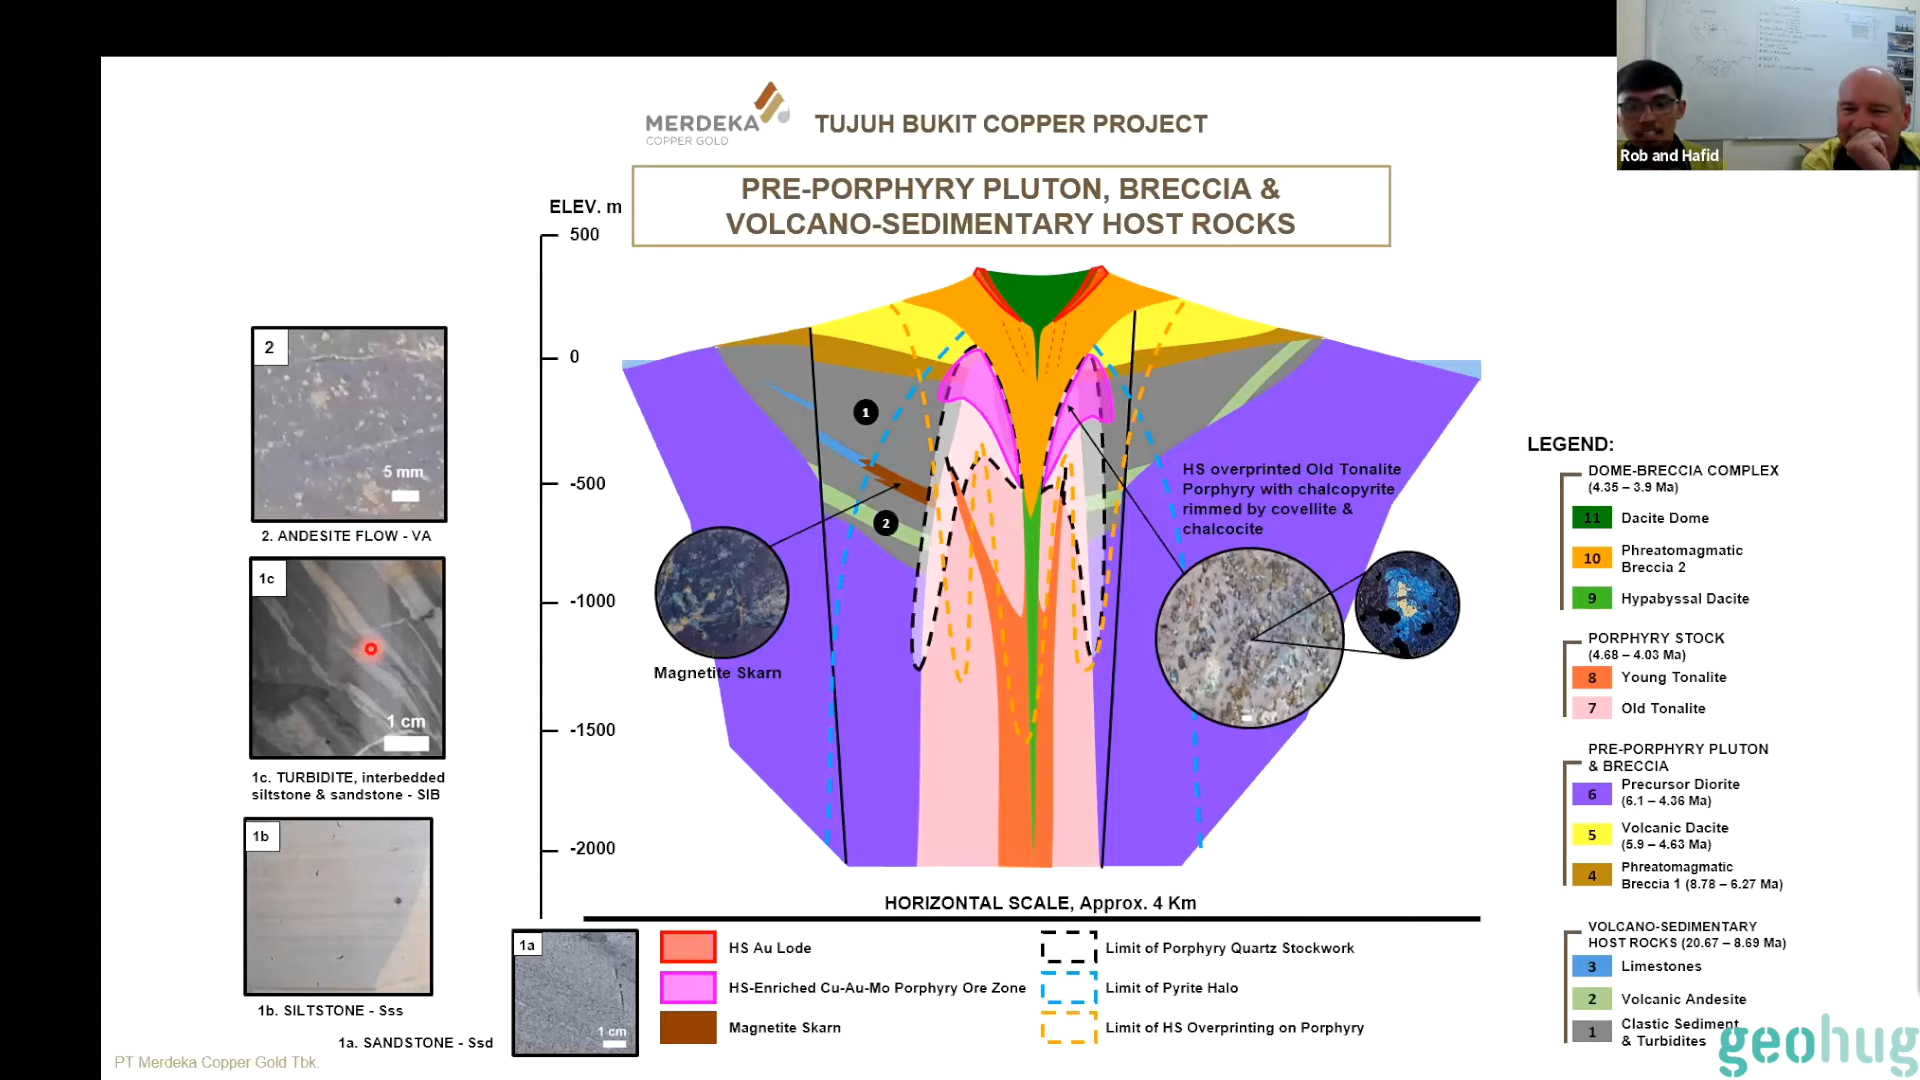 MERDEKA
COPPER GOLD
TUJUH BUKIT COPPER PROJECT
PRE-PORPHYRY PLUTON, BRECCIA &
VOLCANO-SEDIMENTARY HOST ROCKS
Rob and Hafid
ELEV. m
500
0
-500
-1000
-1500
-2000
2
5 mm
2. ANDESITE FLOW - VA
1c
1 cm
1c. TURBIDITE, interbedded
siltstone & sandstone - SIB
1b
1b. SILTSTONE - Sss
1a
1 cm
1a. SANDSTONE - Ssd
PT Merdeka Copper Gold Tbk.
1
2
Magnetite Skarn
HS overprinted Old Tonalite
Porphyry with chalcopyrite
rimmed by covellite &
chalcocite
HORIZONTAL SCALE, Approx. 4 Km
HS Au Lode
HS-Enriched Cu-Au-Mo Porphyry Ore Zone
Magnetite Skarn
Limit of Porphyry Quartz Stockwork
Limit of Pyrite Halo
Limit of HS Overprinting on Porphyry
LEGEND:
DOME-BRECCIA COMPLEX
(4.35 – 3.9 Ma)
11 Dacite Dome
10 Phreatomagmatic
Breccia 2
9 Hypabyssal Dacite
PORPHYRY STOCK
(4.68 – 4.03 Ma)
8 Young Tonalite
7 Old Tonalite
PRE-PORPHYRY PLUTON
& BRECCIA
6 Precursor Diorite
(6.1 – 4.36 Ma)
5 Volcanic Dacite
(5.9 – 4.63 Ma)
4 Phreatomagmatic
Breccia 1 (8.78 – 6.27 Ma)
VOLCANO-SEDIMENTARY
HOST ROCKS (20.67 – 8.69 Ma)
3 Limestones
2 Volcanic Andesite
1 Clastic Sediment
& Turbidites
geohug